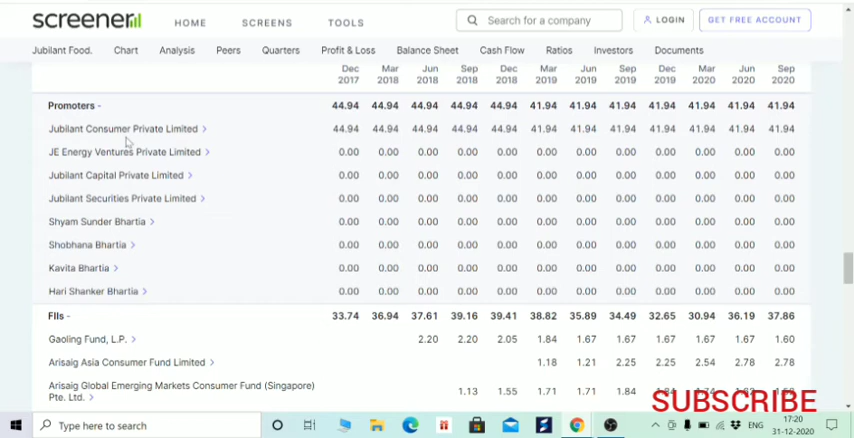 screener HOME SCREENS TOOLS Search for a company LOGIN GET FREE ACCOUNT
Jubilant Food. Chart Analysis Peers Quarters Profit & Loss Balance Sheet Cash Flow Ratios Investors Documents
Dec 2017 Mar 2018 Jun 2018 Sep 2018 Dec 2018 Mar 2019 Jun 2019 Sep 2019 Dec 2019 Mar 2020 Jun 2020 Sep 2020
Promoters - 44.94 44.94 44.94 44.94 44.94 41.94 41.94 41.94 41.94 41.94 41.94 41.94
Jubilant Consumer Private Limited > 44.94 44.94 44.94 44.94 44.94 41.94 41.94 41.94 41.94 41.94 41.94 41.94
JE Energy Ventures Private Limited > 0.00 0.00 0.00 0.00 0.00 0.00 0.00 0.00 0.00 0.00 0.00 0.00
Jubilant Capital Private Limited > 0.00 0.00 0.00 0.00 0.00 0.00 0.00 0.00 0.00 0.00 0.00 0.00
Jubilant Securities Private Limited > 0.00 0.00 0.00 0.00 0.00 0.00 0.00 0.00 0.00 0.00 0.00 0.00
Shyam Sunder Bhartia > 0.00 0.00 0.00 0.00 0.00 0.00 0.00 0.00 0.00 0.00 0.00 0.00
Shobhana Bhartia > 0.00 0.00 0.00 0.00 0.00 0.00 0.00 0.00 0.00 0.00 0.00 0.00
Kavita Bhartia > 0.00 0.00 0.00 0.00 0.00 0.00 0.00 0.00 0.00 0.00 0.00 0.00
Hari Shanker Bhartia > 0.00 0.00 0.00 0.00 0.00 0.00 0.00 0.00 0.00 0.00 0.00 0.00
FIIs - 33.74 36.94 37.61 39.16 39.41 38.82 35.89 34.49 32.65 30.94 36.19 37.86
Gaoling Fund, L.P. > 2.20 2.20 2.05 1.84 1.67 1.67 1.67 1.67 1.67 1.60
Arisaig Asia Consumer Fund Limited > 1.18 1.21 2.25 2.25 2.54 2.78 2.78
Arisaig Global Emerging Markets Consumer Fund (Singapore)
Pte. Ltd. > 1.13 1.55 1.71 1.71 1.84
SUBSCRIBE
Type here to search ENG 17:20
31-12-2020